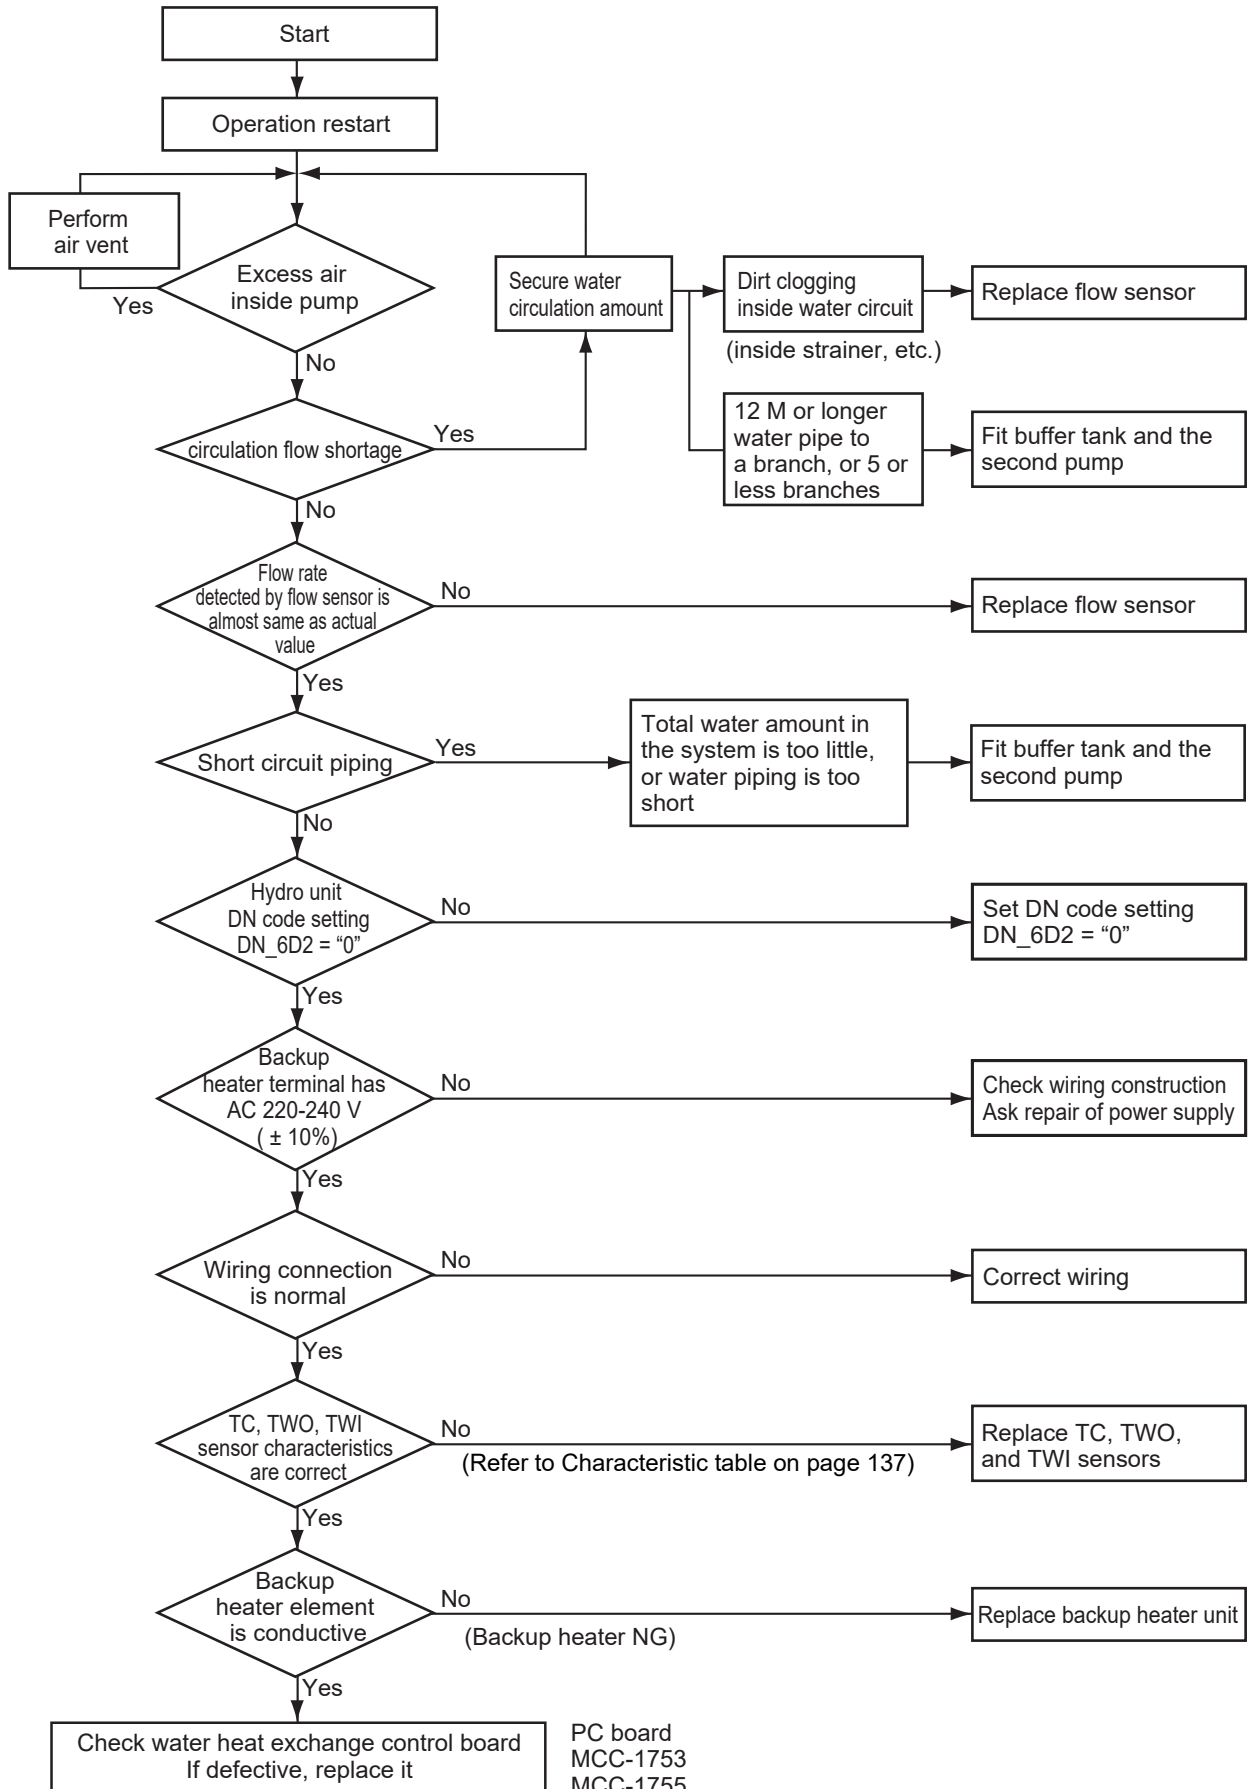 Start
Operation restart
Perform
air vent
Yes
Excess air
inside pump
No
Secure water
circulation amount
Dirt clogging
inside water circuit
(inside strainer, etc.)
Replace flow sensor
12 M or longer
water pipe to
a branch, or 5 or
less branches
Fit buffer tank and the
second pump
circulation flow shortage
Yes
No
Flow rate
detected by flow sensor is
almost same as actual
value
No
Replace flow sensor
Yes
Short circuit piping
Yes
Total water amount in
the system is too little,
or water piping is too
short
Fit buffer tank and the
second pump
No
Hydro unit
DN code setting
DN_6D2 = “0”
No
Set DN code setting
DN_6D2 = “0”
Yes
Backup
heater terminal has
AC 220-240 V
( ± 10%)
No
Check wiring construction
Ask repair of power supply
Yes
Wiring connection
is normal
No
Correct wiring
Yes
TC, TWO, TWI
sensor characteristics
are correct
No
(Refer to Characteristic table on page 137)
Replace TC, TWO,
and TWI sensors
Yes
Backup
heater element
is conductive
No
(Backup heater NG)
Replace backup heater unit
Yes
Check water heat exchange control board
If defective, replace it
PC board
MCC-1753
MCC-1755